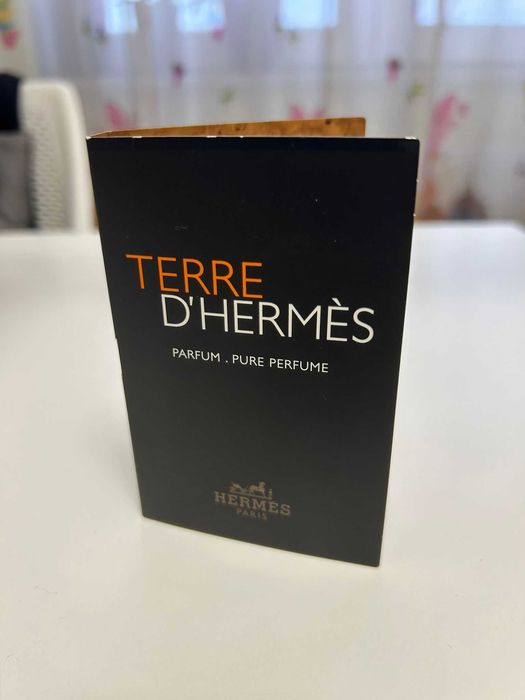 TERRE
D'HERMÈS
PARFUM . PURE PERFUME
HERMÈS
PARIS